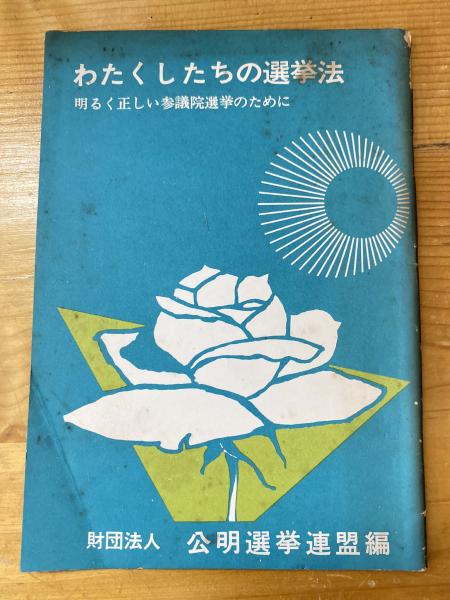 わたくしたちの選挙法
明るく正しい参議院選挙のために
財団法人 公明選挙連盟編